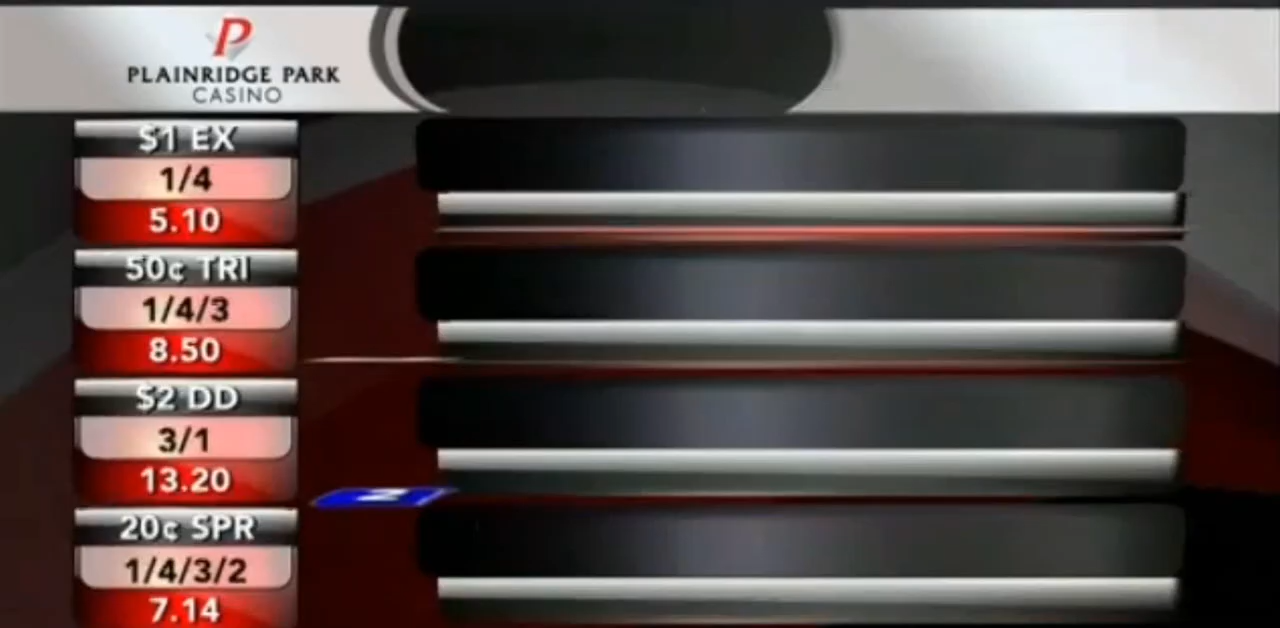 P
PLAINRIDGE PARK
CASINO
$1 EX
1/4
5.10
50¢ TRI
1/4/3
8.50
$2 DD
3/1
13.20
20¢ SPR
1/4/3/2
7.14